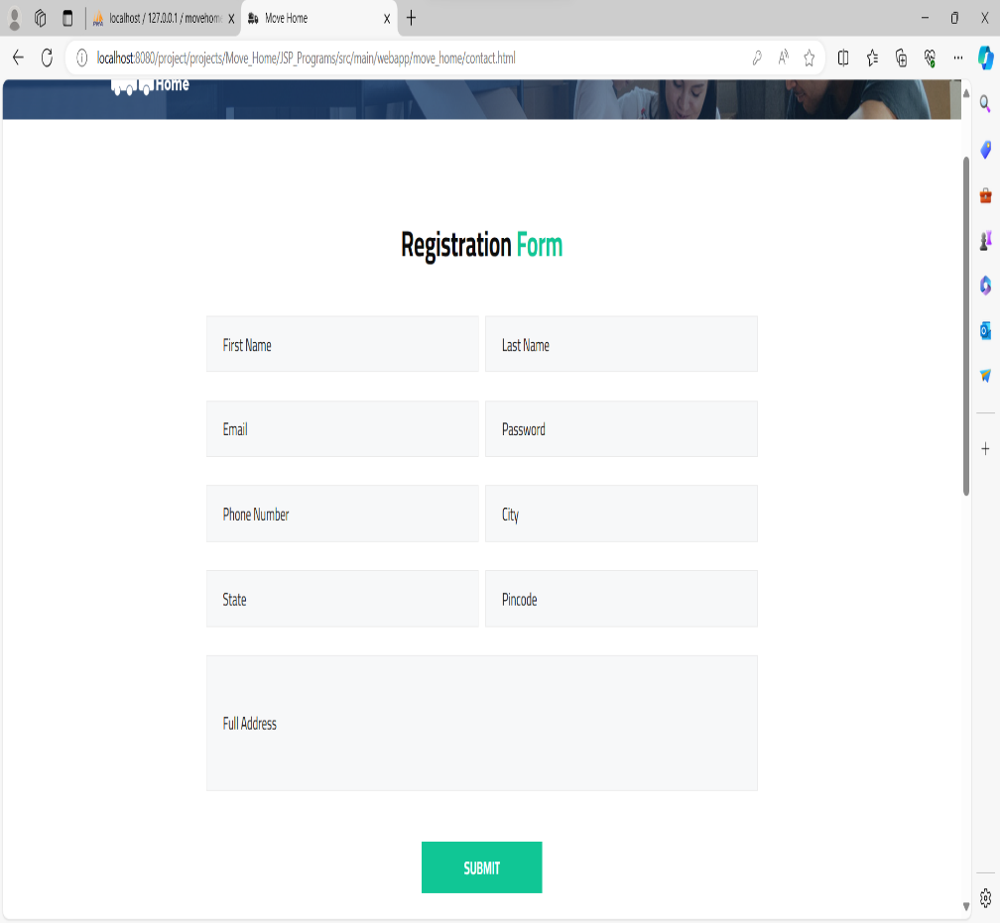 localhost / 127.0.0.1 / movehom
Move Home
localhost:8080/project/projects/Move_Home/JSP_Programs/src/main/webapp/move_home/contact.html
Home
Registration Form
First Name
Last Name
Email
Password
Phone Number
City
State
Pincode
Full Address
SUBMIT